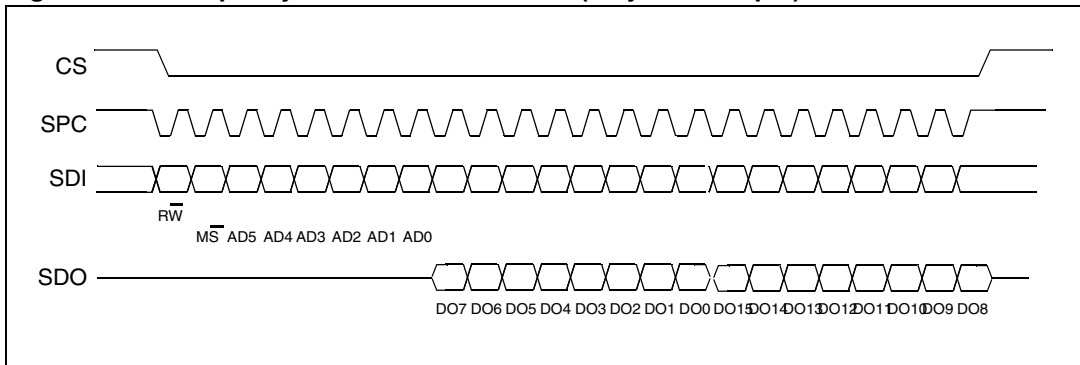 CS
SPC
SDI
RW
MS AD5 AD4 AD3 AD2 AD1 AD0
SDO
DO7 DO6 DO5 DO4 DO3 DO2 DO1 DO0 DO15 DO14 DO13 DO12 DO11 DO10 DO9 DO8